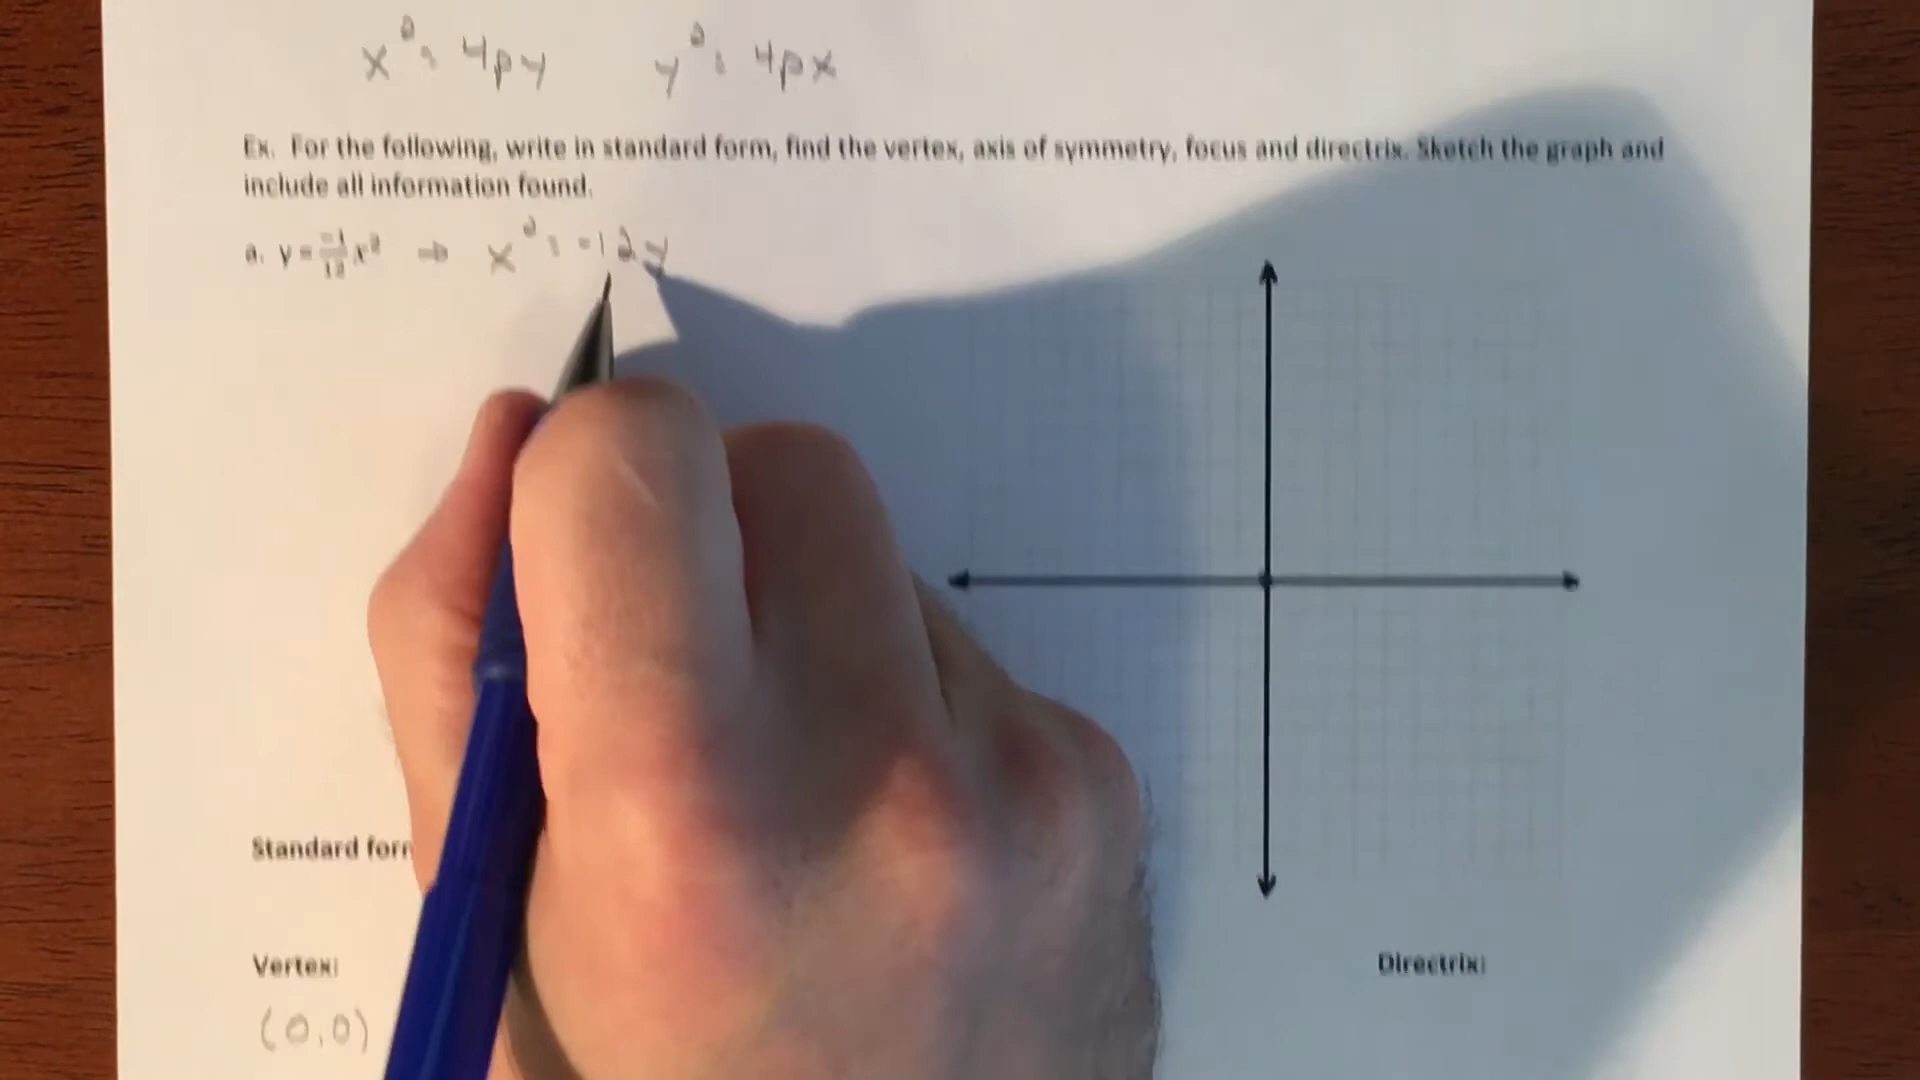 x² = 4py y² = 4px
Ex. For the following, write in standard form, find the vertex, axis of symmetry, focus and directrix. Sketch the graph and
include all information found.
a. y = -1/12 x² ⇒ x² = -12y
Standard form
Vertex:
Directrix:
(0,0)